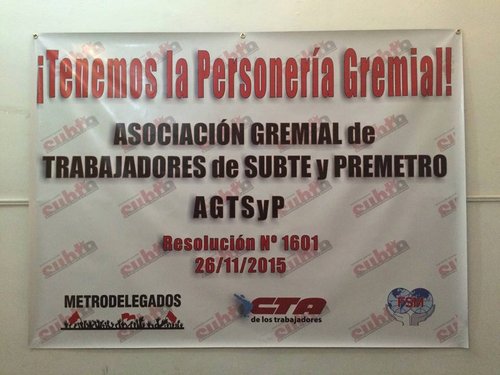 ¡Tenemos la Personería Gremial!
ASOCIACIÓN GREMIAL de
TRABAJADORES de SUBTE y PREMETRO
AGTSyP
Resolución Nº 1601
26/11/2015
METRODELEGADOS
CTA
de los trabajadores